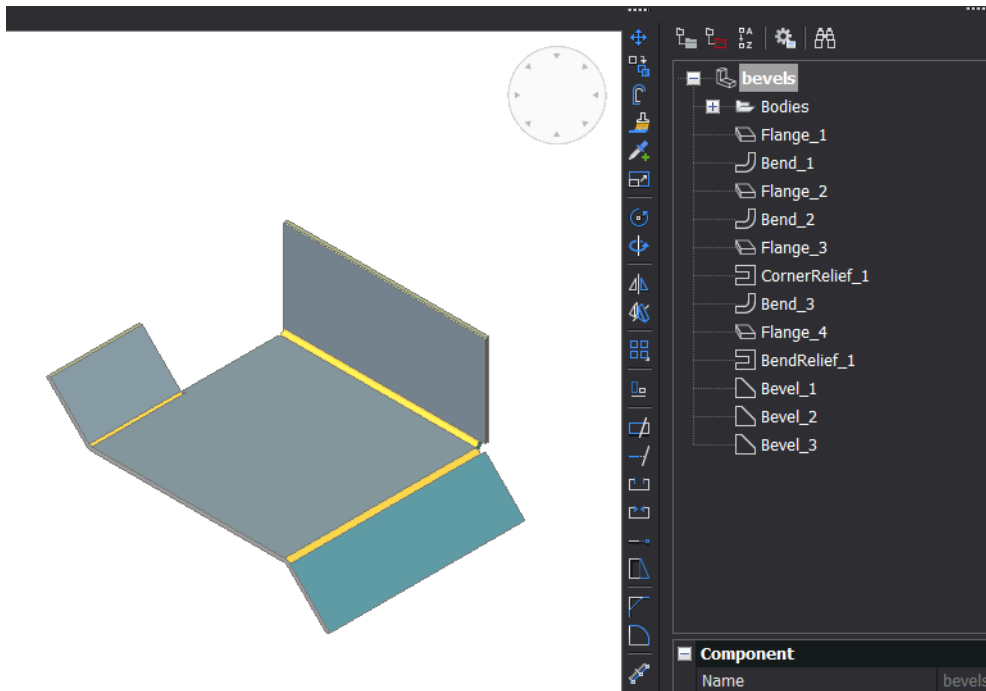 bevels
Bodies
Flange_1
Bend_1
Flange_2
Bend_2
Flange_3
CornerRelief_1
Bend_3
Flange_4
BendRelief_1
Bevel_1
Bevel_2
Bevel_3
Component
Name bevels